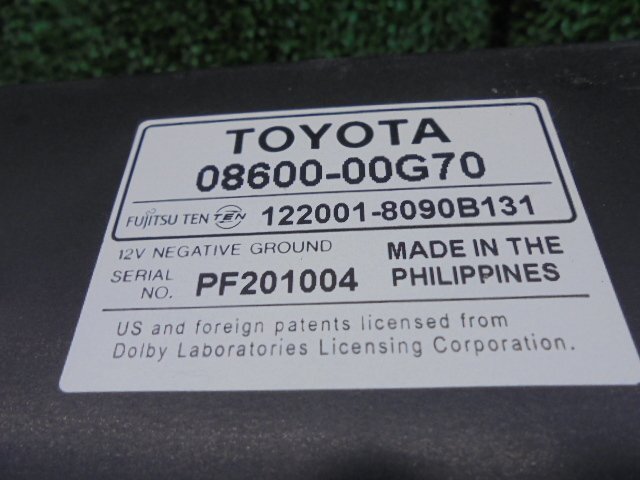 TOYOTA
08600-00G70
FUJITSU TEN TEN 122001-8090B131
12V NEGATIVE GROUND
SERIAL NO. PF201004
MADE IN THE
PHILIPPINES
US and foreign patents licensed from
Dolby Laboratories Licensing Corporation.